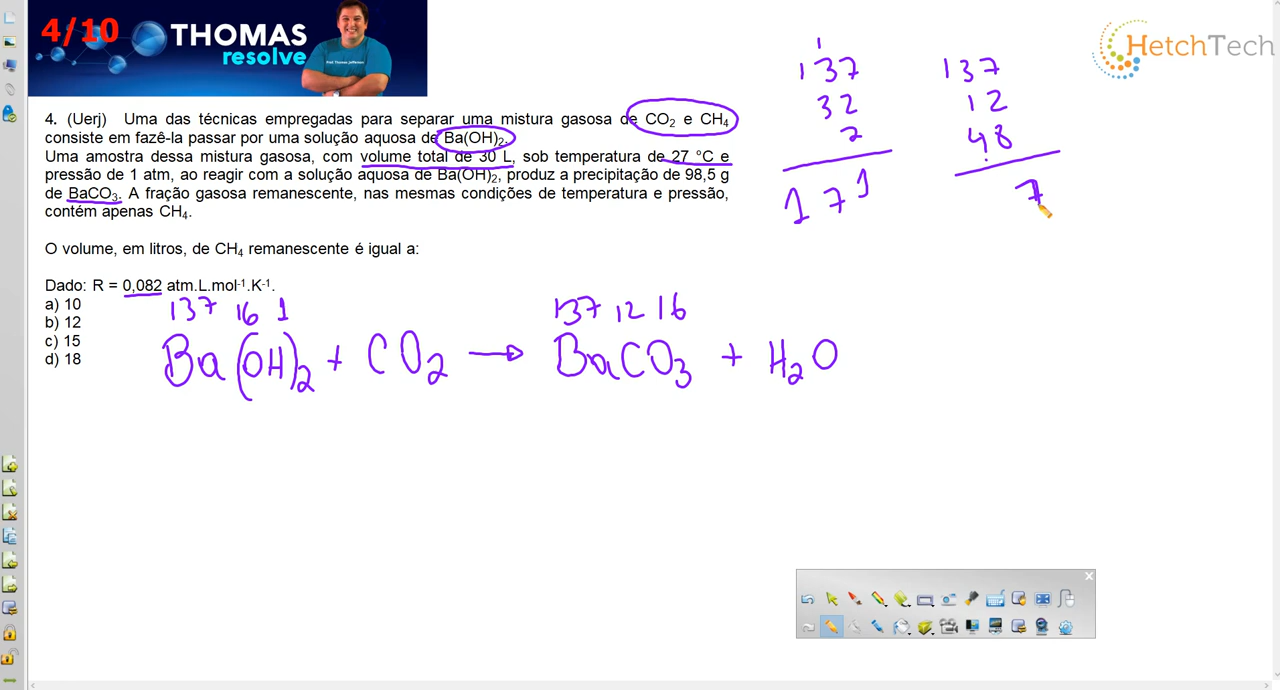 4/10
THOMAS
resolve
Prof. Thomas Jefferson
HetchTech
4. (Uerj) Uma das técnicas empregadas para separar uma mistura gasosa de CO₂ e CH₄
consiste em fazê-la passar por uma solução aquosa de Ba(OH)₂.
Uma amostra dessa mistura gasosa, com volume total de 30 L, sob temperatura de 27 °C e
pressão de 1 atm, ao reagir com a solução aquosa de Ba(OH)₂, produz a precipitação de 98,5 g
de BaCO₃. A fração gasosa remanescente, nas mesmas condições de temperatura e pressão,
contém apenas CH₄.
O volume, em litros, de CH₄ remanescente é igual a:
Dado: R = 0,082 atm.L.mol⁻¹.K⁻¹.
a) 10
b) 12
c) 15
d) 18
137 16 1
137 12 16
Ba(OH)₂ + CO₂ → BaCO₃ + H₂O
1
137
32
2
171
137
12
48
7